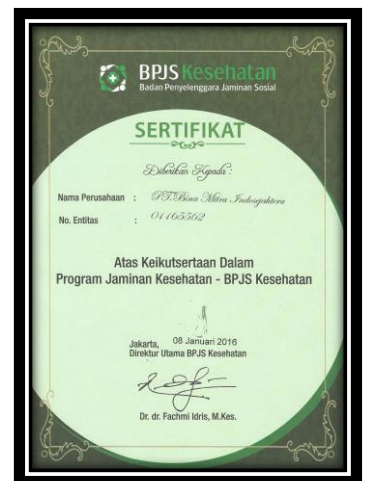 BPJS Kesehatan
Badan Penyelenggara Jaminan Sosial
SERTIFIKAT
Diberikan Kepada :
Nama Perusahaan : PT. Bina Mitra Indosejahtera
No. Entitas : 01165562
Atas Keikutsertaan Dalam
Program Jaminan Kesehatan - BPJS Kesehatan
Jakarta, 08 Januari 2016
Direktur Utama BPJS Kesehatan
Dr. dr. Fachmi Idris, M.Kes.